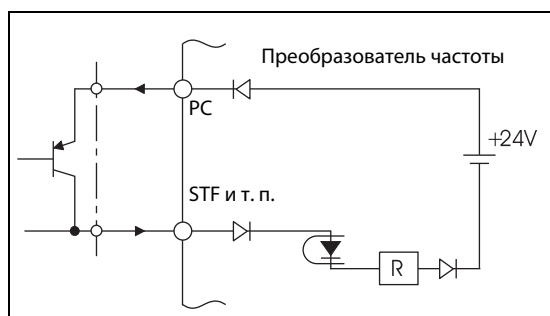 Преобразователь частоты
PC
+24V
STF и т. п.
R